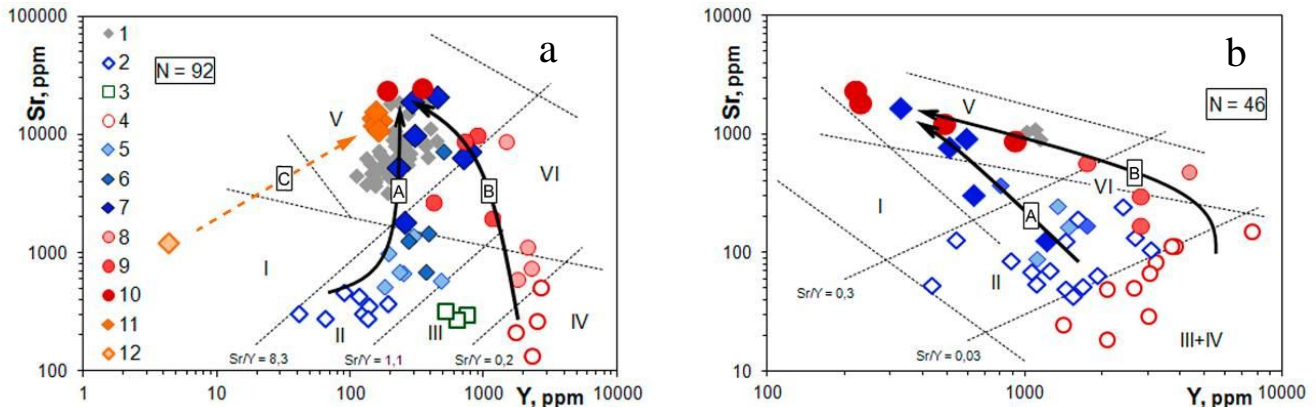 a
Sr, ppm
100000
10000
1000
100
1
10
100
1000
10000
Y, ppm
1
2
3
4
5
6
7
8
9
10
11
12
N = 92
V
VI
C
A
B
I
II
III
IV
Sr/Y = 8,3
Sr/Y = 1,1
Sr/Y = 0,2
b
Sr, ppm
10000
1000
100
10
100
1000
10000
Y, ppm
N = 46
V
B
VI
I
A
II
Sr/Y = 0,3
Sr/Y = 0,03
III+IV